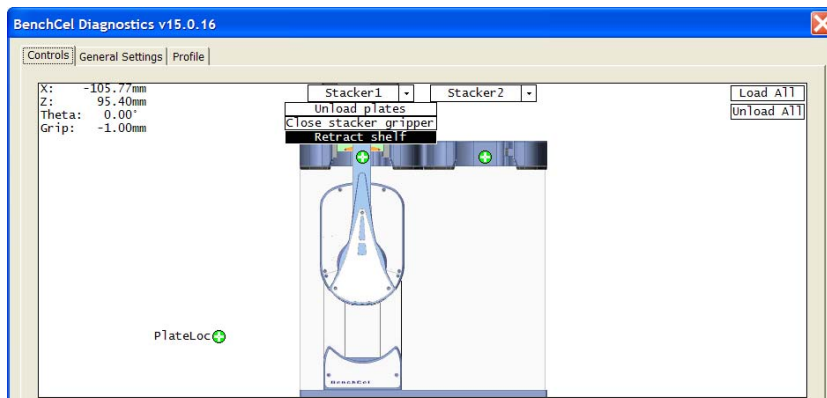 BenchCel Diagnostics v15.0.16
Controls General Settings Profile
X: -105.77mm
Z: 95.40mm
Theta: 0.00°
Grip: -1.00mm
Stacker1 Stacker2
Unload plates
Close stacker gripper
Retract shelf
Load All
Unload All
PlateLoc
BenchCel